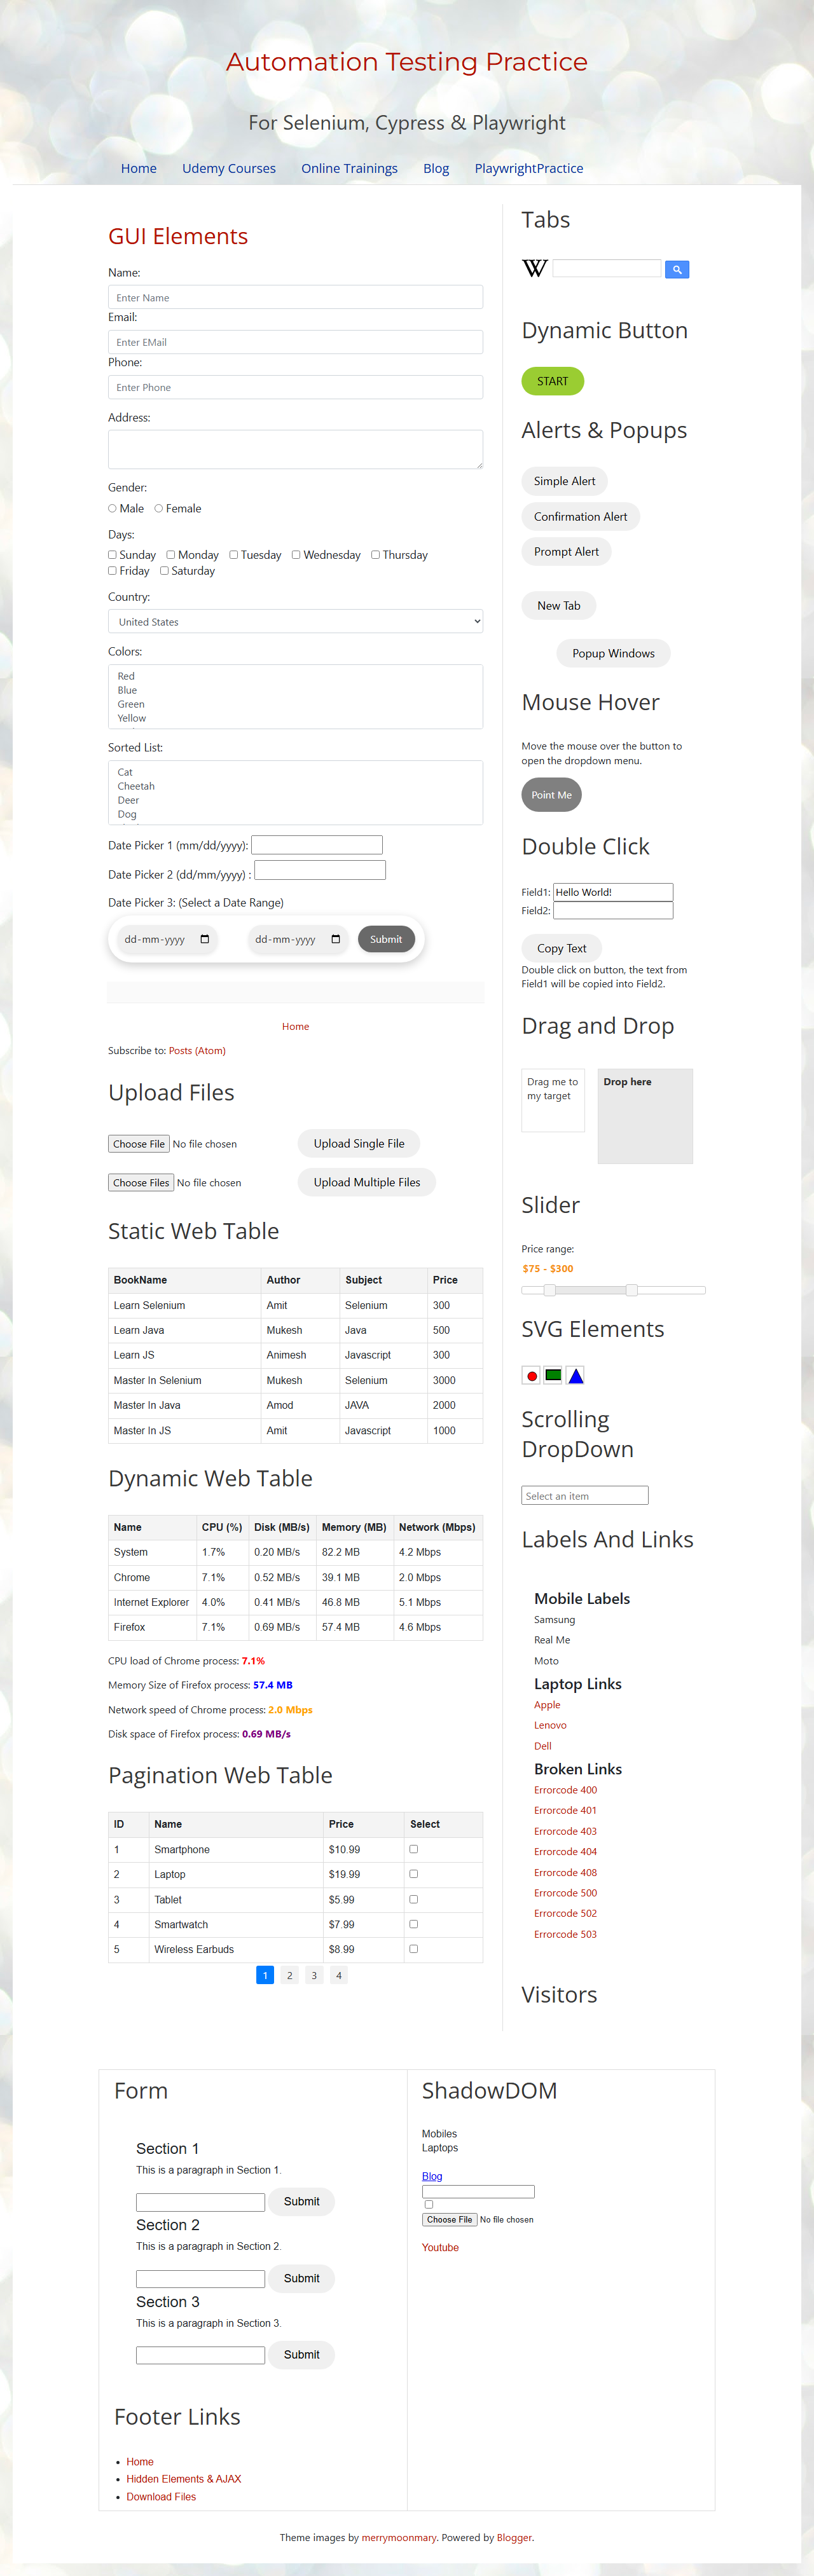 Automation Testing Practice
For Selenium, Cypress & Playwright
Home Udemy Courses Online Trainings Blog PlaywrightPractice
GUI Elements
Name:
Enter Name
Email:
Enter EMail
Phone:
Enter Phone
Address:
Gender:
Male Female
Days:
Sunday Monday Tuesday Wednesday Thursday
Friday Saturday
Country:
United States
Colors:
Red
Blue
Green
Yellow
Sorted List:
Cat
Cheetah
Deer
Dog
Date Picker 1 (mm/dd/yyyy):
Date Picker 2 (dd/mm/yyyy) :
Date Picker 3: (Select a Date Range)
dd-mm-yyyy dd-mm-yyyy Submit
Home
Subscribe to: Posts (Atom)
Upload Files
Choose File No file chosen Upload Single File
Choose Files No file chosen Upload Multiple Files
Static Web Table
BookName Author Subject Price
Learn Selenium Amit Selenium 300
Learn Java Mukesh Java 500
Learn JS Animesh Javascript 300
Master In Selenium Mukesh Selenium 3000
Master In Java Amod JAVA 2000
Master In JS Amit Javascript 1000
Dynamic Web Table
Name CPU (%) Disk (MB/s) Memory (MB) Network (Mbps)
System 1.7% 0.20 MB/s 82.2 MB 4.2 Mbps
Chrome 7.1% 0.52 MB/s 39.1 MB 2.0 Mbps
Internet Explorer 4.0% 0.41 MB/s 46.8 MB 5.1 Mbps
Firefox 7.1% 0.69 MB/s 57.4 MB 4.6 Mbps
CPU load of Chrome process: 7.1%
Memory Size of Firefox process: 57.4 MB
Network speed of Chrome process: 2.0 Mbps
Disk space of Firefox process: 0.69 MB/s
Pagination Web Table
ID Name Price Select
1 Smartphone $10.99
2 Laptop $19.99
3 Tablet $5.99
4 Smartwatch $7.99
5 Wireless Earbuds $8.99
1 2 3 4
Tabs
Dynamic Button
START
Alerts & Popups
Simple Alert
Confirmation Alert
Prompt Alert
New Tab
Popup Windows
Mouse Hover
Move the mouse over the button to
open the dropdown menu.
Point Me
Double Click
Field1: Hello World!
Field2:
Copy Text
Double click on button, the text from
Field1 will be copied into Field2.
Drag and Drop
Drag me to
my target
Drop here
Slider
Price range:
$75 - $300
SVG Elements
Scrolling
DropDown
Select an item
Labels And Links
Mobile Labels
Samsung
Real Me
Moto
Laptop Links
Apple
Lenovo
Dell
Broken Links
Errorcode 400
Errorcode 401
Errorcode 403
Errorcode 404
Errorcode 408
Errorcode 500
Errorcode 502
Errorcode 503
Visitors
Form
Section 1
This is a paragraph in Section 1.
Submit
Section 2
This is a paragraph in Section 2.
Submit
Section 3
This is a paragraph in Section 3.
Submit
Footer Links
Home
Hidden Elements & AJAX
Download Files
ShadowDOM
Mobiles
Laptops
Blog
Choose File No file chosen
Youtube
Theme images by merrymoonmary. Powered by Blogger.